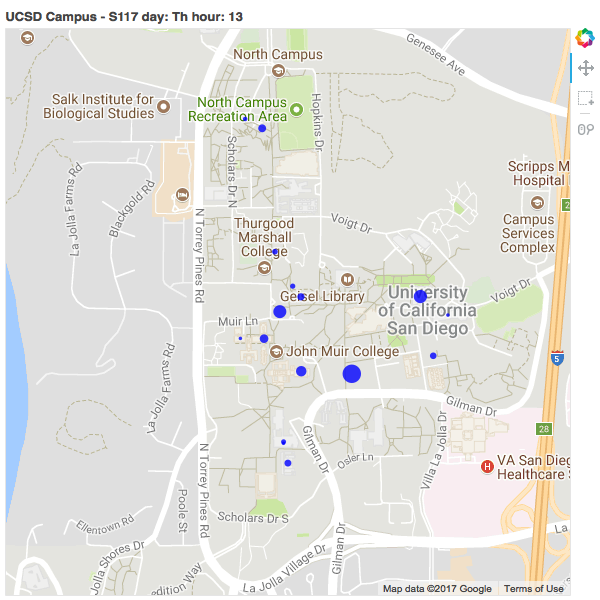 UCSD Campus - S117 day: Th hour: 13
Genesee Ave
North Campus
Salk Institute for
Biological Studies
North Campus
Recreation Area
Hopkins Dr
Scholars Dr N
Scripps M
Hospital
La Jolla Farms Rd
Blackgold Rd
N Torrey Pines Rd
Thurgood
Marshall
College
Voigt Dr
Campus
Services
Complex
Geisel Library
University
of California
San Diego
Voigt Dr
Muir Ln
John Muir College
La Jolla Farms Rd
5
Gilman Dr
28
Gilman Dr
Villa La Jolla Dr
Osler Ln
N Torrey Pines Rd
H
VA San Dieg
Healthcare
Poole St
Ellentown Rd
Scholars Dr S
La Jolla Shores Dr
Gilman Dr
La
La Jolla Village Dr
edition Way
Map data ©2017 Google
Terms of Use